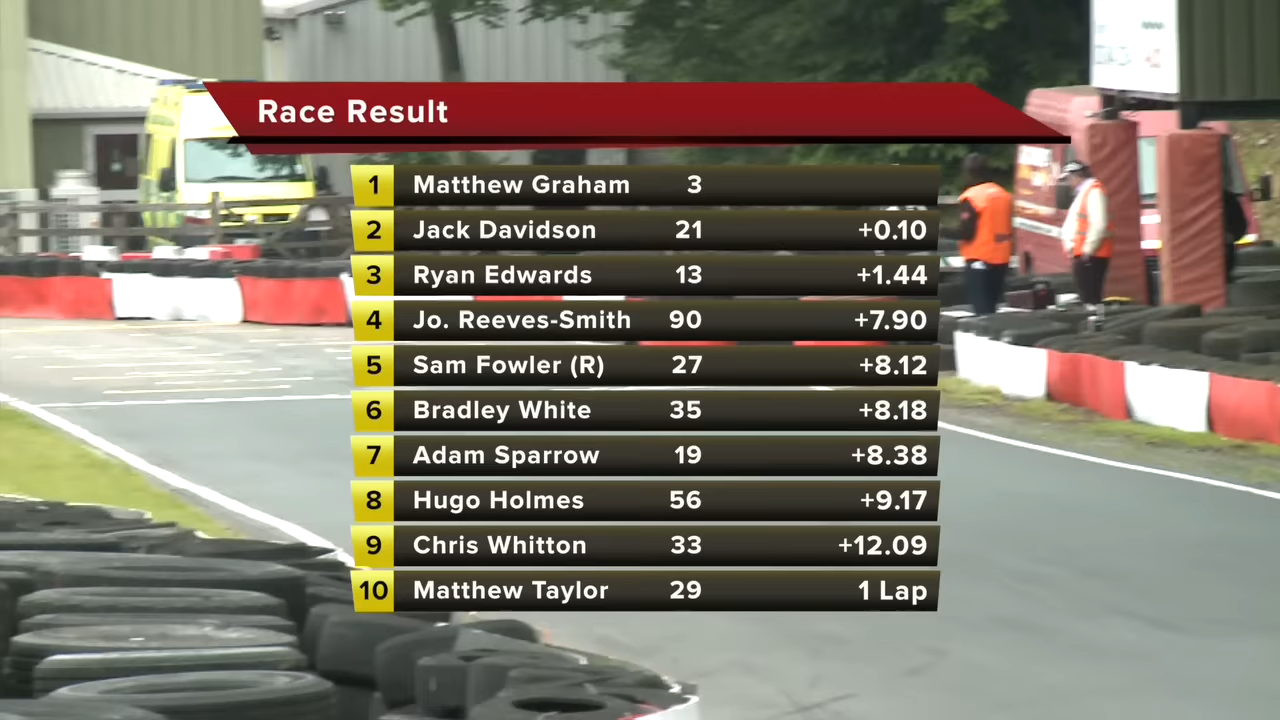 Race Result
1 Matthew Graham 3
2 Jack Davidson 21 +0.10
3 Ryan Edwards 13 +1.44
4 Jo. Reeves-Smith 90 +7.90
5 Sam Fowler (R) 27 +8.12
6 Bradley White 35 +8.18
7 Adam Sparrow 19 +8.38
8 Hugo Holmes 56 +9.17
9 Chris Whitton 33 +12.09
10 Matthew Taylor 29 1 Lap